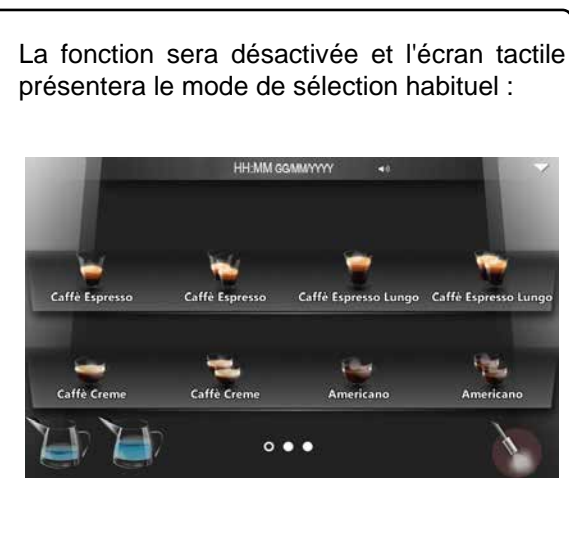 La fonction sera désactivée et l'écran tactile
présentera le mode de sélection habituel :
HH:MM GG/MM/YYYY
Caffè Espresso Caffè Espresso Caffè Espresso Lungo Caffè Espresso Lungo
Caffè Creme Caffè Creme Americano Americano